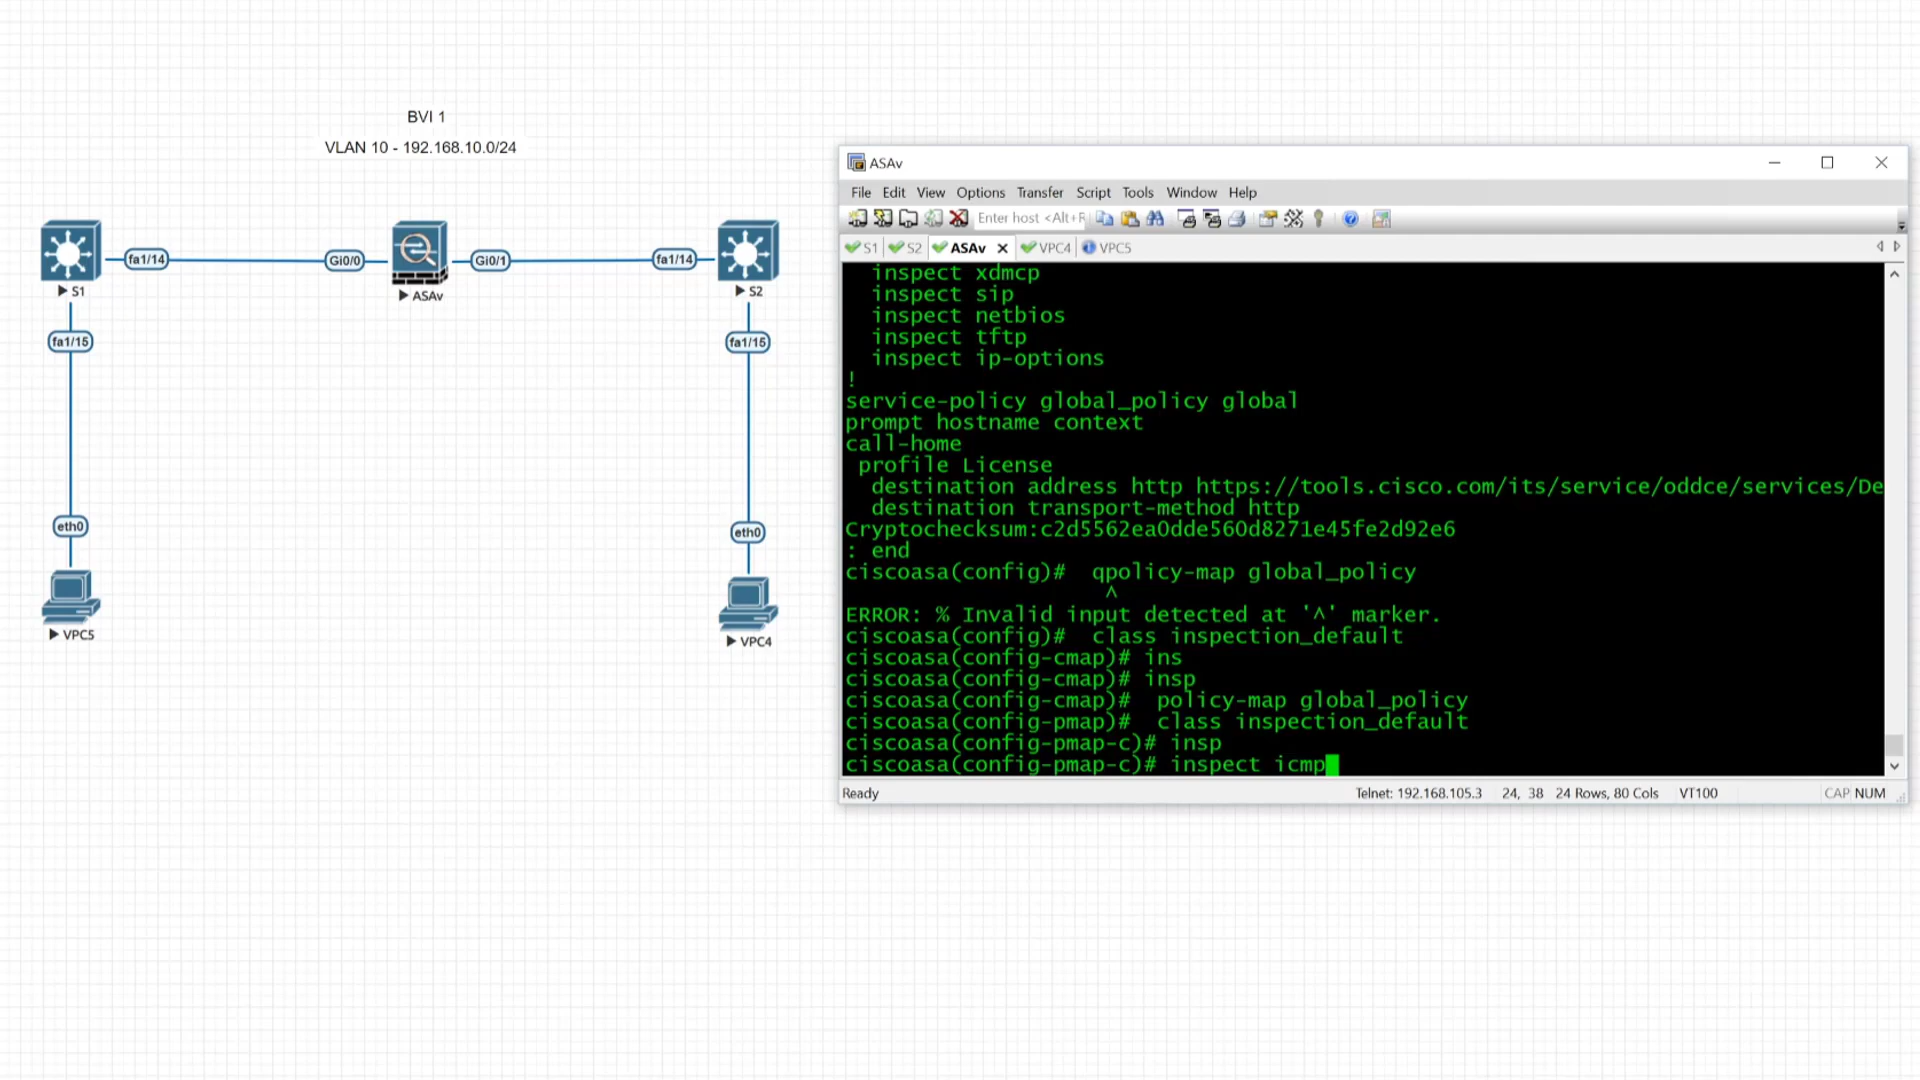 BVI 1
VLAN 10 - 192.168.10.0/24
fa1/14
Gi0/0
Gi0/1
fa1/14
S1
ASAv
S2
fa1/15
fa1/15
eth0
eth0
VPC5
VPC4
ASAv
File Edit View Options Transfer Script Tools Window Help
Enter host <Alt+R
S1 S2 ASAv VPC4 VPC5
inspect xdmcp
inspect sip
inspect netbios
inspect tftp
inspect ip-options
!
service-policy global_policy global
prompt hostname context
call-home
profile License
destination address http https://tools.cisco.com/its/service/oddce/services/De
destination transport-method http
Cryptochecksum:c2d5562ea0dde560d8271e45fe2d92e6
: end
ciscoasa(config)#  qpolicy-map global_policy
^
ERROR: % Invalid input detected at '^' marker.
ciscoasa(config)#  class inspection_default
ciscoasa(config-cmap)# ins
ciscoasa(config-cmap)# insp
ciscoasa(config-cmap)#  policy-map global_policy
ciscoasa(config-pmap)#  class inspection_default
ciscoasa(config-pmap-c)# insp
ciscoasa(config-pmap-c)# inspect icmp
Ready Telnet: 192.168.105.3 24, 38 24 Rows, 80 Cols VT100 CAP NUM